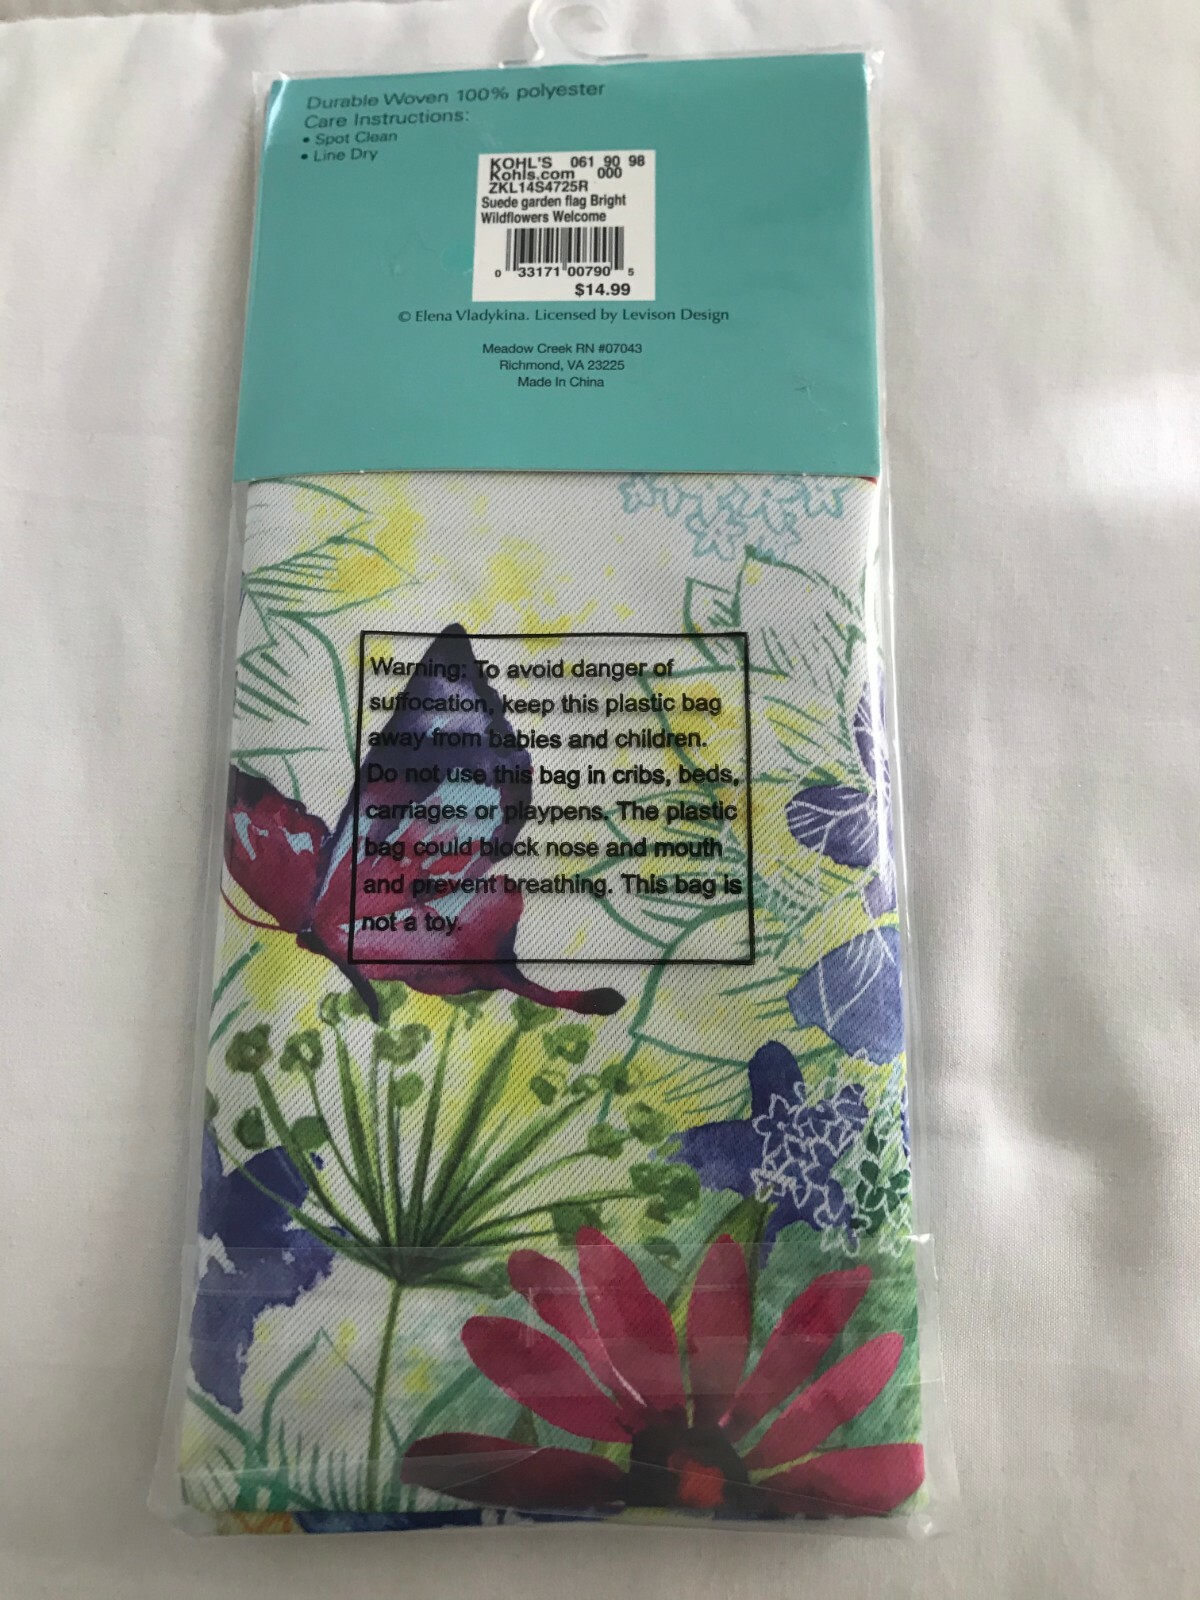 Durable Woven 100% polyester
Care Instructions:
• Spot Clean
• Line Dry
KOHL'S 061 90 98
Kohls.com 000
ZKL14S4725R
Suede garden flag Bright
Wildflowers Welcome
0 33171 00790 5
$14.99
© Elena Vladykina. Licensed by Levison Design
Meadow Creek RN #07043
Richmond, VA 23225
Made In China
Warning: To avoid danger of
suffocation, keep this plastic bag
away from babies and children.
Do not use this bag in cribs, beds,
carriages or playpens. The plastic
bag could block nose and mouth
and prevent breathing. This bag is
not a toy.